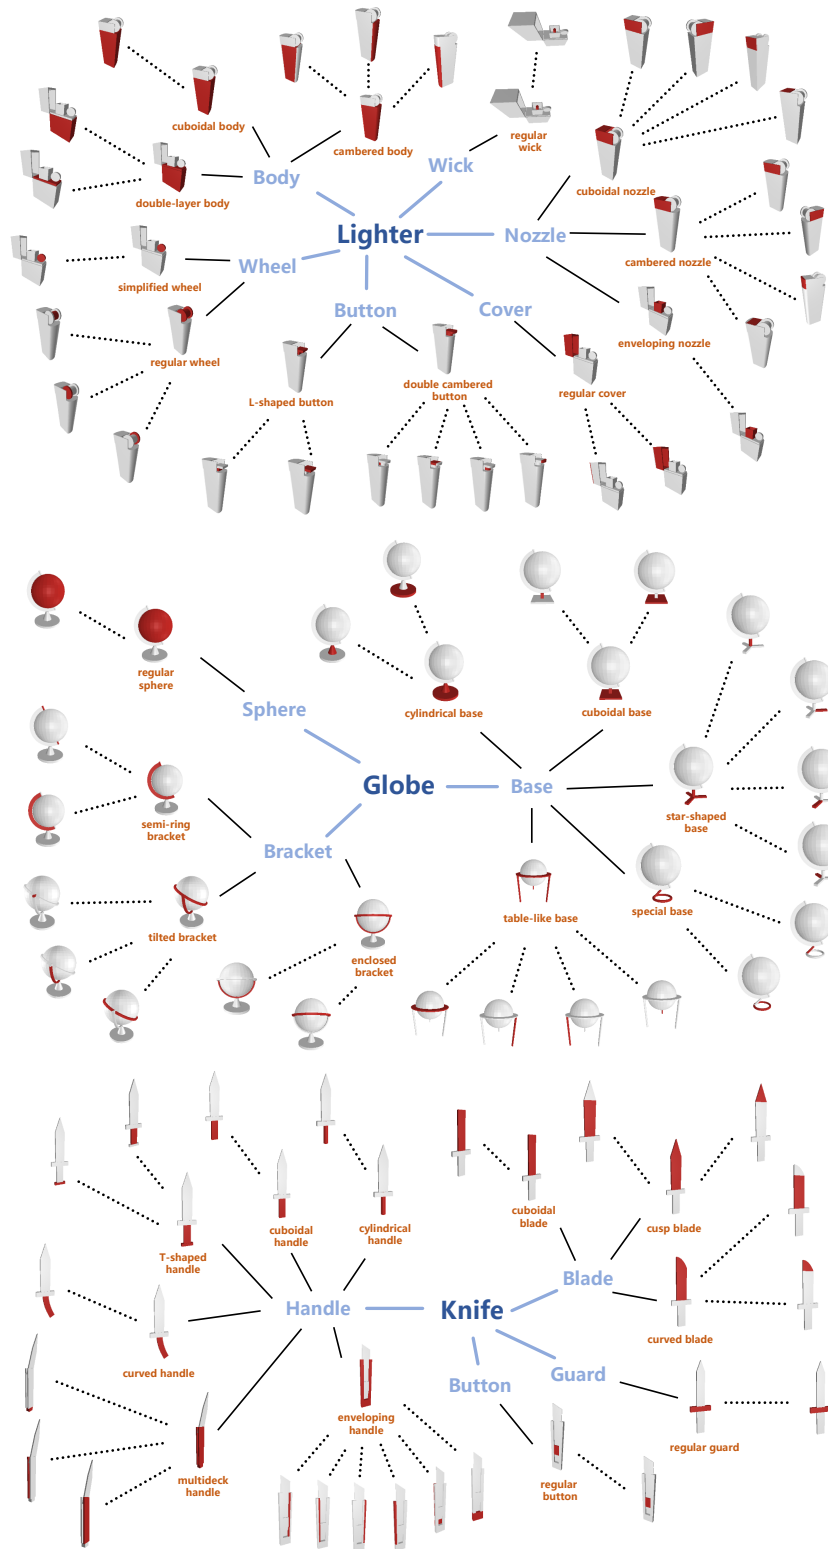 cuboidal body
cambered body
regular
wick
Wick
Body
cuboidal nozzle
double-layer body
Lighter
Nozzle
cambered nozzle
Wheel
simplified wheel
Button
Cover
enveloping nozzle
regular wheel
double cambered
button
L-shaped button
regular cover
regular
sphere
Sphere
cylindrical base
cuboidal base
Globe
Base
semi-ring
bracket
star-shaped
base
Bracket
table-like base
special base
tilted bracket
enclosed
bracket
cuboidal
blade
cusp blade
T-shaped
handle
cuboidal
handle
cylindrical
handle
Blade
Handle
Knife
curved blade
curved handle
Button
Guard
enveloping
handle
regular guard
multideck
handle
regular
button